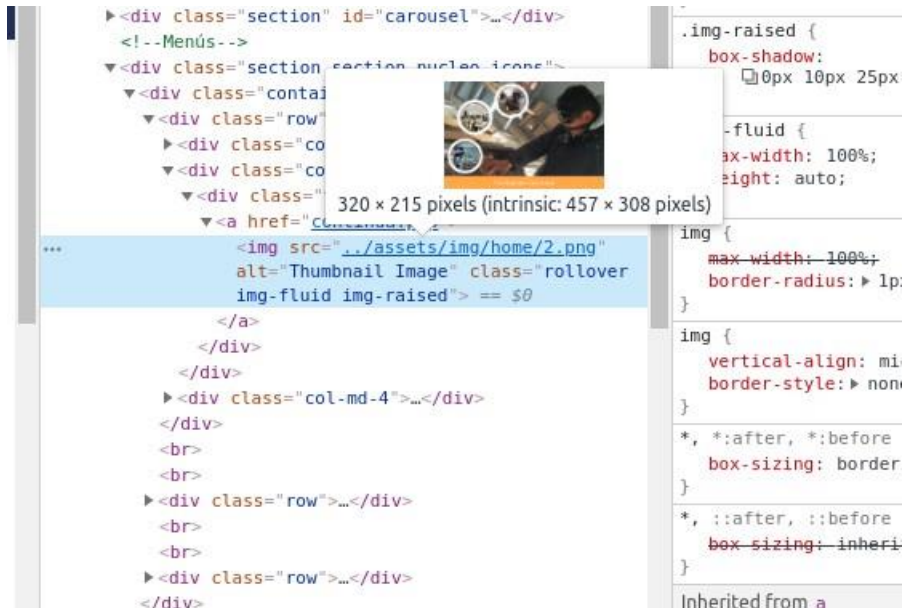 ▶<div class="section" id="carousel">…</div>
<!--Menús-->
▼<div class="section section-nucleo-icons">
▼<div class="contai
▼<div class="row"
▶<div class="co
▼<div class="co
▼<div class="
▼<a href="
320 × 215 pixels (intrinsic: 457 × 308 pixels)
<img src="../assets/img/home/2.png"
alt="Thumbnail Image" class="rollover
img-fluid img-raised"> == $0
</a>
</div>
</div>
▶<div class="col-md-4">…</div>
</div>
<br>
<br>
▶<div class="row">…</div>
<br>
<br>
▶<div class="row">…</div>
</div>
.img-raised {
box-shadow:
0px 10px 25px
-fluid {
ax-width: 100%;
eight: auto;
img {
max-width: 100%;
border-radius:▶ 1p
}
img {
vertical-align: mi
border-style:▶ non
}
*, *:after, *:before
box-sizing: border
}
*, ::after, ::before
box-sizing: inheri
}
Inherited from a